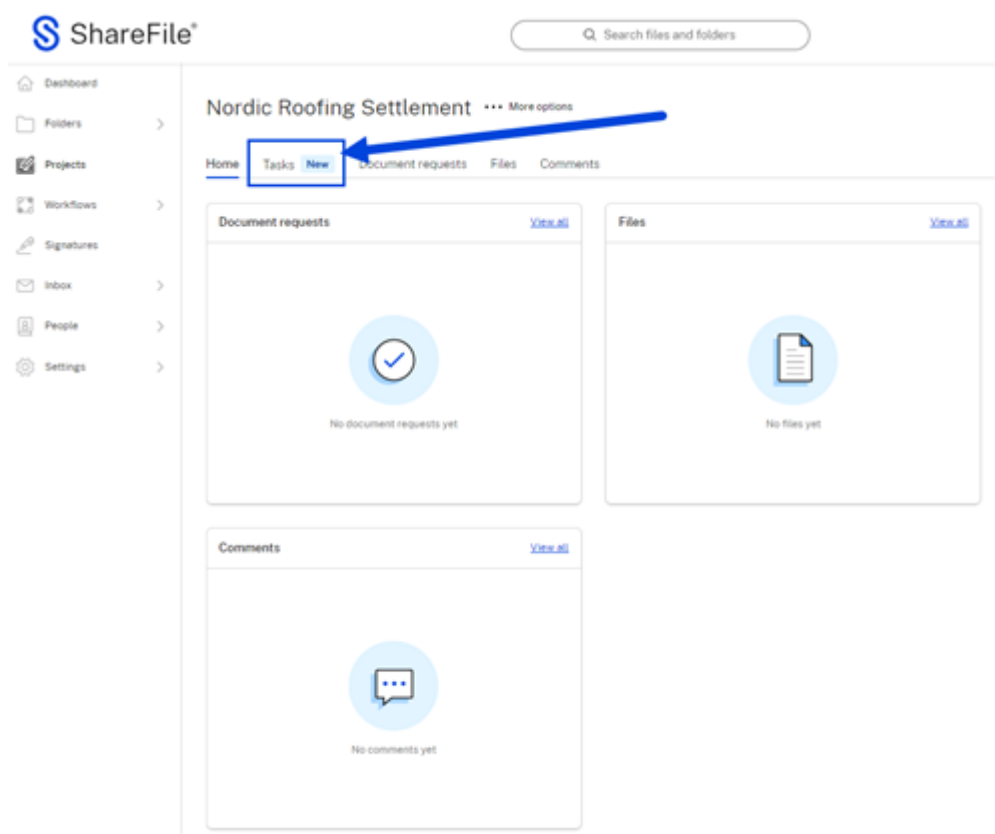 ShareFile®
Search files and folders
Dashboard
Folders
Projects
Workflows
Signatures
Inbox
People
Settings
Nordic Roofing Settlement ••• More options
Home Tasks New Document requests Files Comments
Document requests View all
No document requests yet
Files View all
No files yet
Comments View all
No comments yet